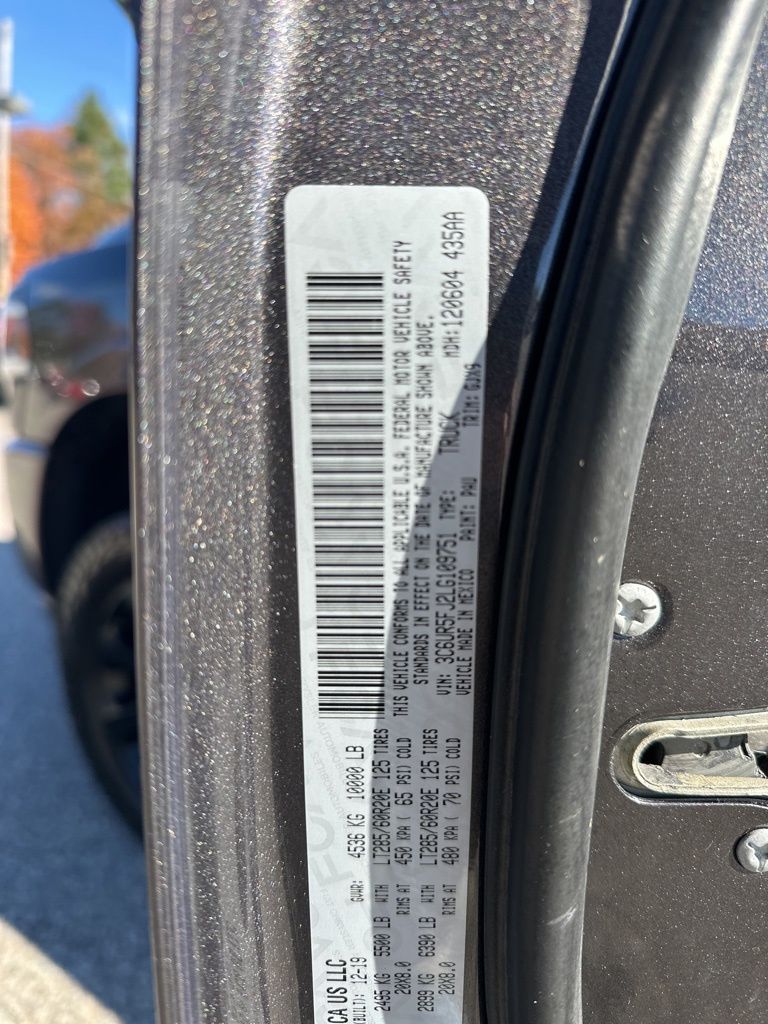 CA US LLC
(BUILT): 12-19 GVWR: 4536 KG 10000 LB
2495 KG 5500 LB WITH LT285/60R20E 125 TIRES
20X8.0 RIMS AT 450 KPA ( 65 PSI COLD
2899 KG 6390 LB WITH LT285/60R20E 125 TIRES
20X8.0 RIMS AT 480 KPA ( 70 PSI COLD
THIS VEHICLE CONFORMS TO ALL APPLICABLE U.S.A. FEDERAL MOTOR VEHICLE SAFETY
STANDARDS IN EFFECT ON THE DATE OF MANUFACTURE SHOWN ABOVE.
VIN: 3C6UR5FJ2LG109751 TYPE: TRUCK MDH:120604 435AA
VEHICLE MADE IN MEXICO PAINT: PAU TRIM: GJX9